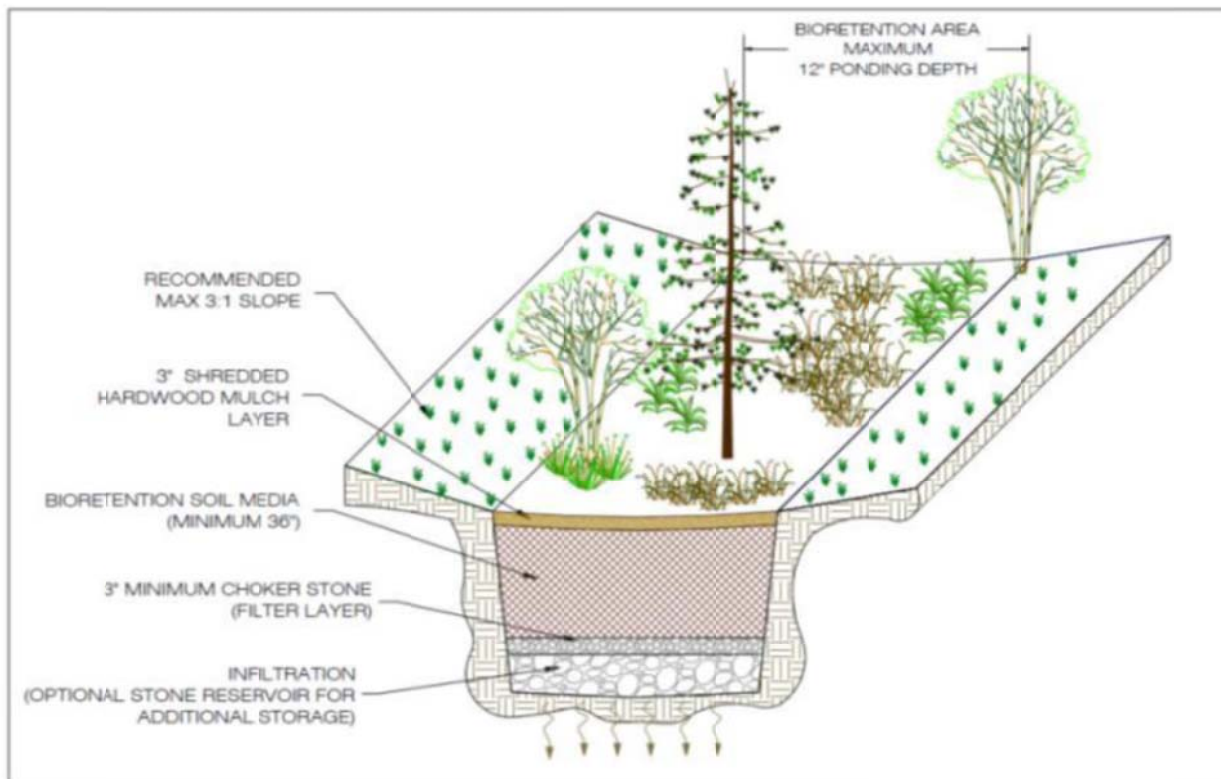 BIORETENTION AREA
MAXIMUM
12" PONDING DEPTH
RECOMMENDED
MAX 3:1 SLOPE
3" SHREDDED
HARDWOOD MULCH
LAYER
BIORETENTION SOIL MEDIA
(MINIMUM 36")
3" MINIMUM CHOKER STONE
(FILTER LAYER)
INFILTRATION
(OPTIONAL STONE RESERVOIR FOR
ADDITIONAL STORAGE)